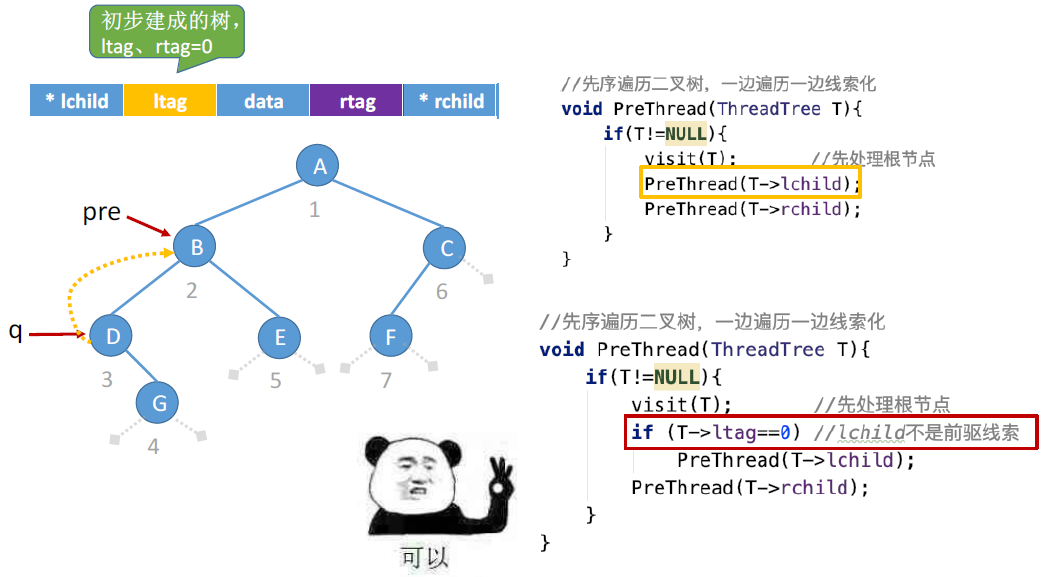 初步建成的树，
ltag、rtag=0
* lchild ltag data rtag * rchild
A
1
pre
B
2
C
6
q
D
3
E
5
F
7
G
4
可以
//先序遍历二叉树，一边遍历一边线索化
void PreThread(ThreadTree T){
if(T!=NULL){
visit(T); //先处理根节点
PreThread(T->lchild);
PreThread(T->rchild);
}
}
//先序遍历二叉树，一边遍历一边线索化
void PreThread(ThreadTree T){
if(T!=NULL){
visit(T); //先处理根节点
if (T->ltag==0) //lchild不是前驱线索
PreThread(T->lchild);
PreThread(T->rchild);
}
}